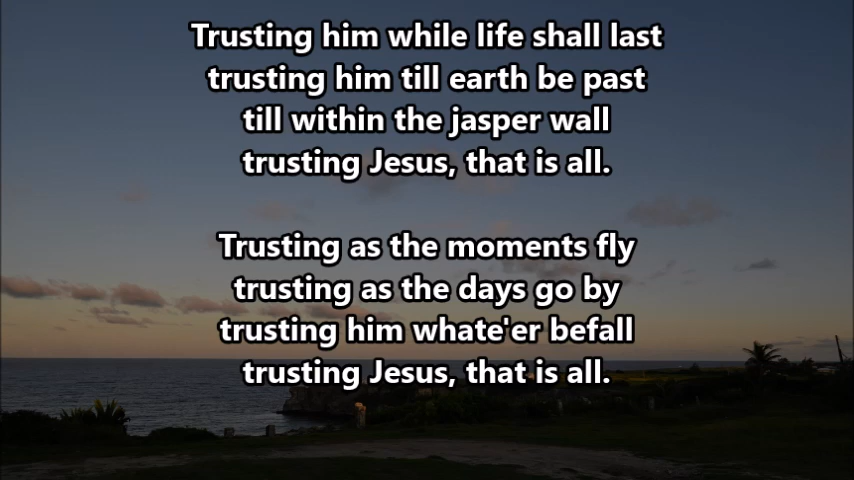 Trusting him while life shall last
trusting him till earth be past
till within the jasper wall
trusting Jesus, that is all.
Trusting as the moments fly
trusting as the days go by
trusting him whate'er befall
trusting Jesus, that is all.